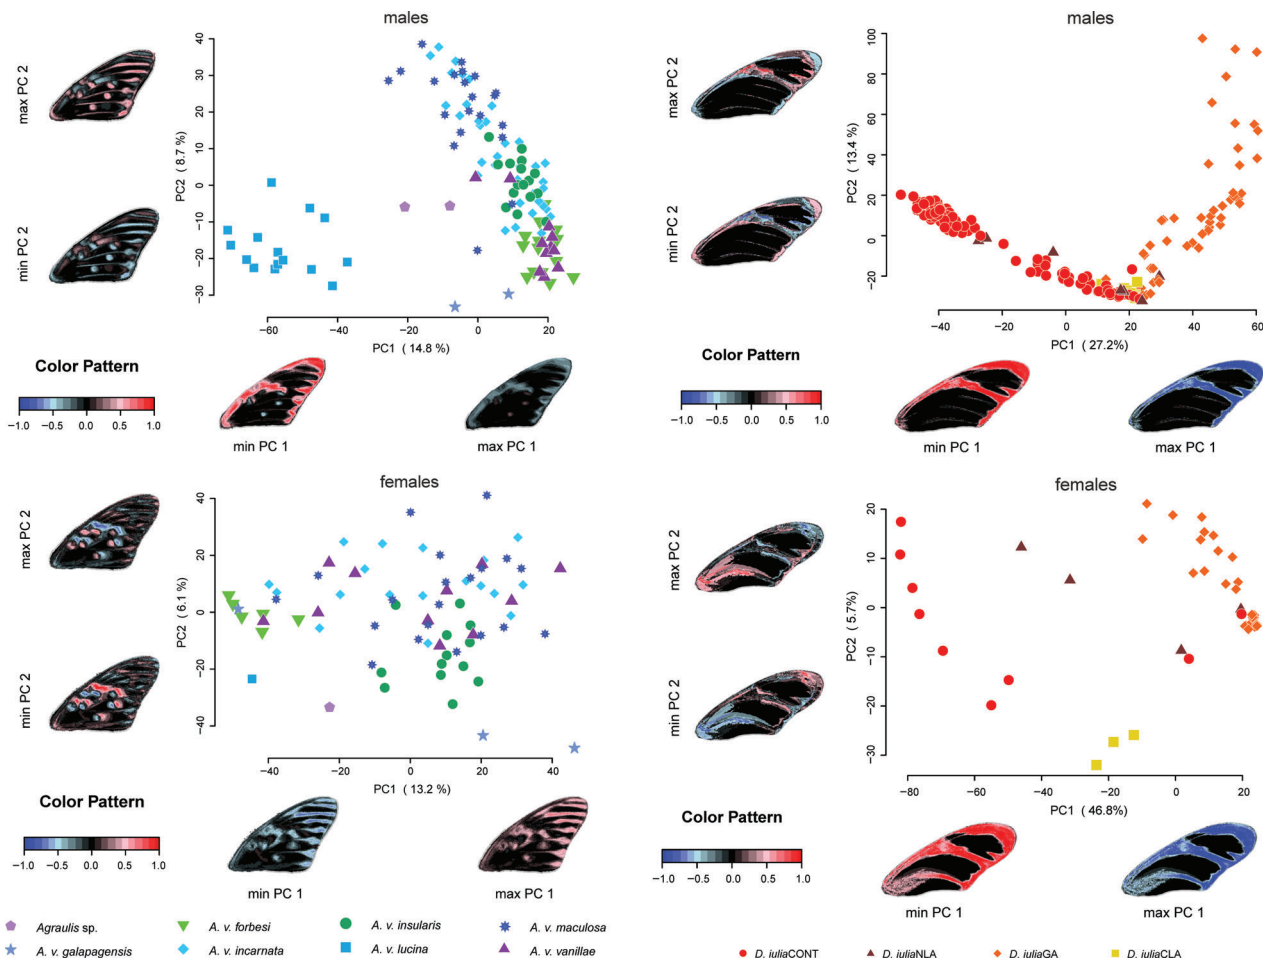 males
max PC 2
min PC 2
PC2 ( 8.7 %)
40
30
20
10
0
−10
−20
−30
−60
−40
−20
0
20
PC1 ( 14.8 %)
Color Pattern
−1.0
−0.5
0.0
0.5
1.0
min PC 1
max PC 1
males
max PC 2
min PC 2
PC2 ( 13.4 %)
100
80
60
40
20
0
−20
−40
−20
0
20
40
60
PC1 ( 27.2%)
Color Pattern
−1.0
−0.5
0.0
0.5
1.0
min PC 1
max PC 1
females
max PC 2
min PC 2
PC2 ( 6.1 %)
40
20
0
−20
−40
−40
−20
0
20
40
PC1 ( 13.2 %)
Color Pattern
−1.0
−0.5
0.0
0.5
1.0
min PC 1
max PC 1
females
max PC 2
min PC 2
PC2 ( 5.7%)
20
10
0
−10
−20
−30
−80
−60
−40
−20
0
20
PC1 ( 46.8%)
Color Pattern
−1.0
−0.5
0.0
0.5
1.0
min PC 1
max PC 1
Agraulis sp.
A. v. forbesi
A. v. insularis
A. v. maculosa
A. v. galapagensis
A. v. incarnata
A. v. lucina
A. v. vanillae
D. iuliaCONT
D. iuliaNLA
D. iuliaGA
D. iuliaCLA